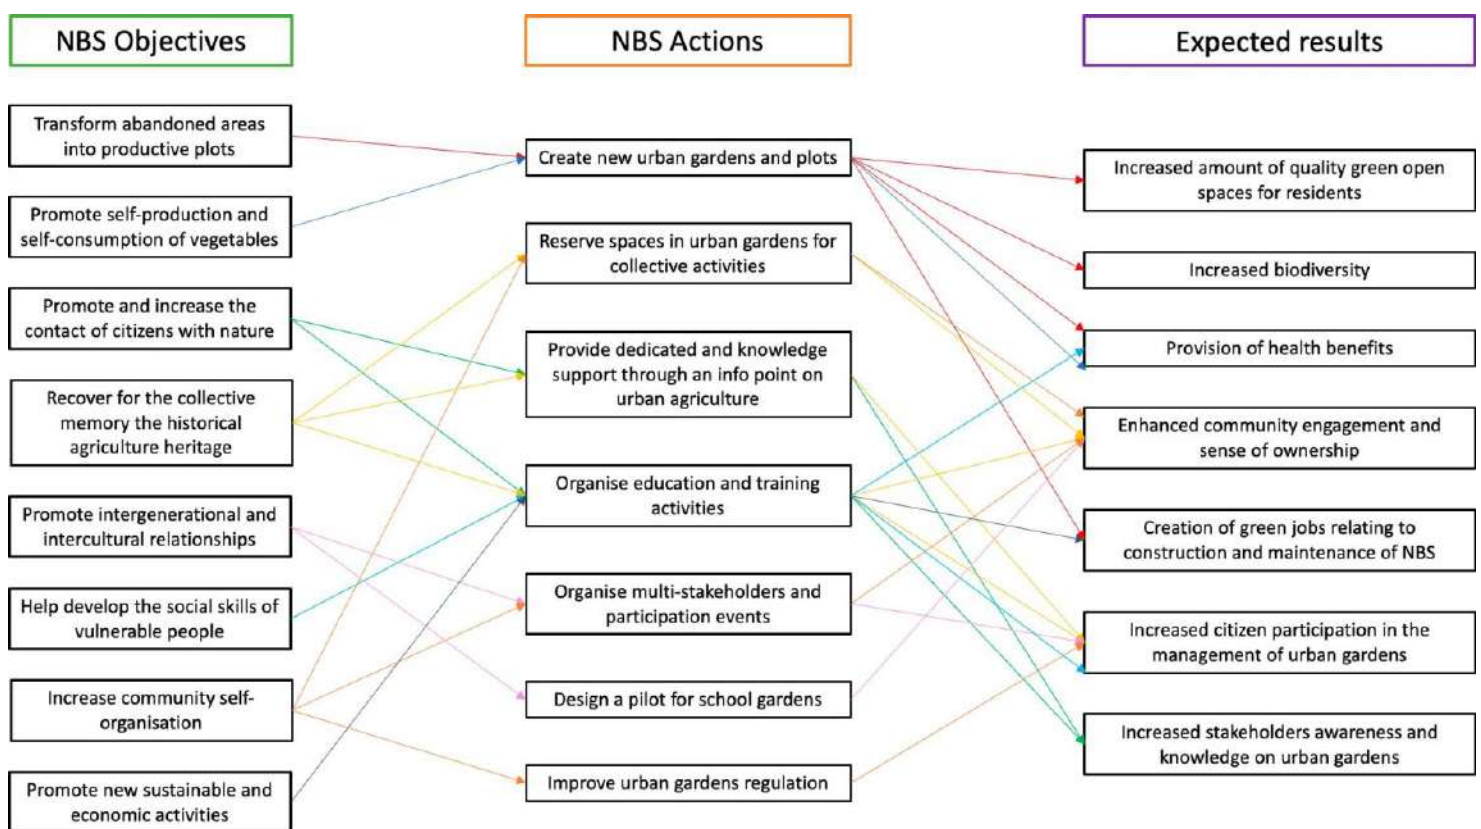 NBS Objectives
NBS Actions
Expected results
Transform abandoned areas
into productive plots
Promote self-production and
self-consumption of vegetables
Promote and increase the
contact of citizens with nature
Recover for the collective
memory the historical
agriculture heritage
Promote intergenerational and
intercultural relationships
Help develop the social skills of
vulnerable people
Increase community self-
organisation
Promote new sustainable and
economic activities
Create new urban gardens and plots
Reserve spaces in urban gardens for
collective activities
Provide dedicated and knowledge
support through an info point on
urban agriculture
Organise education and training
activities
Organise multi-stakeholders and
participation events
Design a pilot for school gardens
Improve urban gardens regulation
Increased amount of quality green open
spaces for residents
Increased biodiversity
Provision of health benefits
Enhanced community engagement and
sense of ownership
Creation of green jobs relating to
construction and maintenance of NBS
Increased citizen participation in the
management of urban gardens
Increased stakeholders awareness and
knowledge on urban gardens